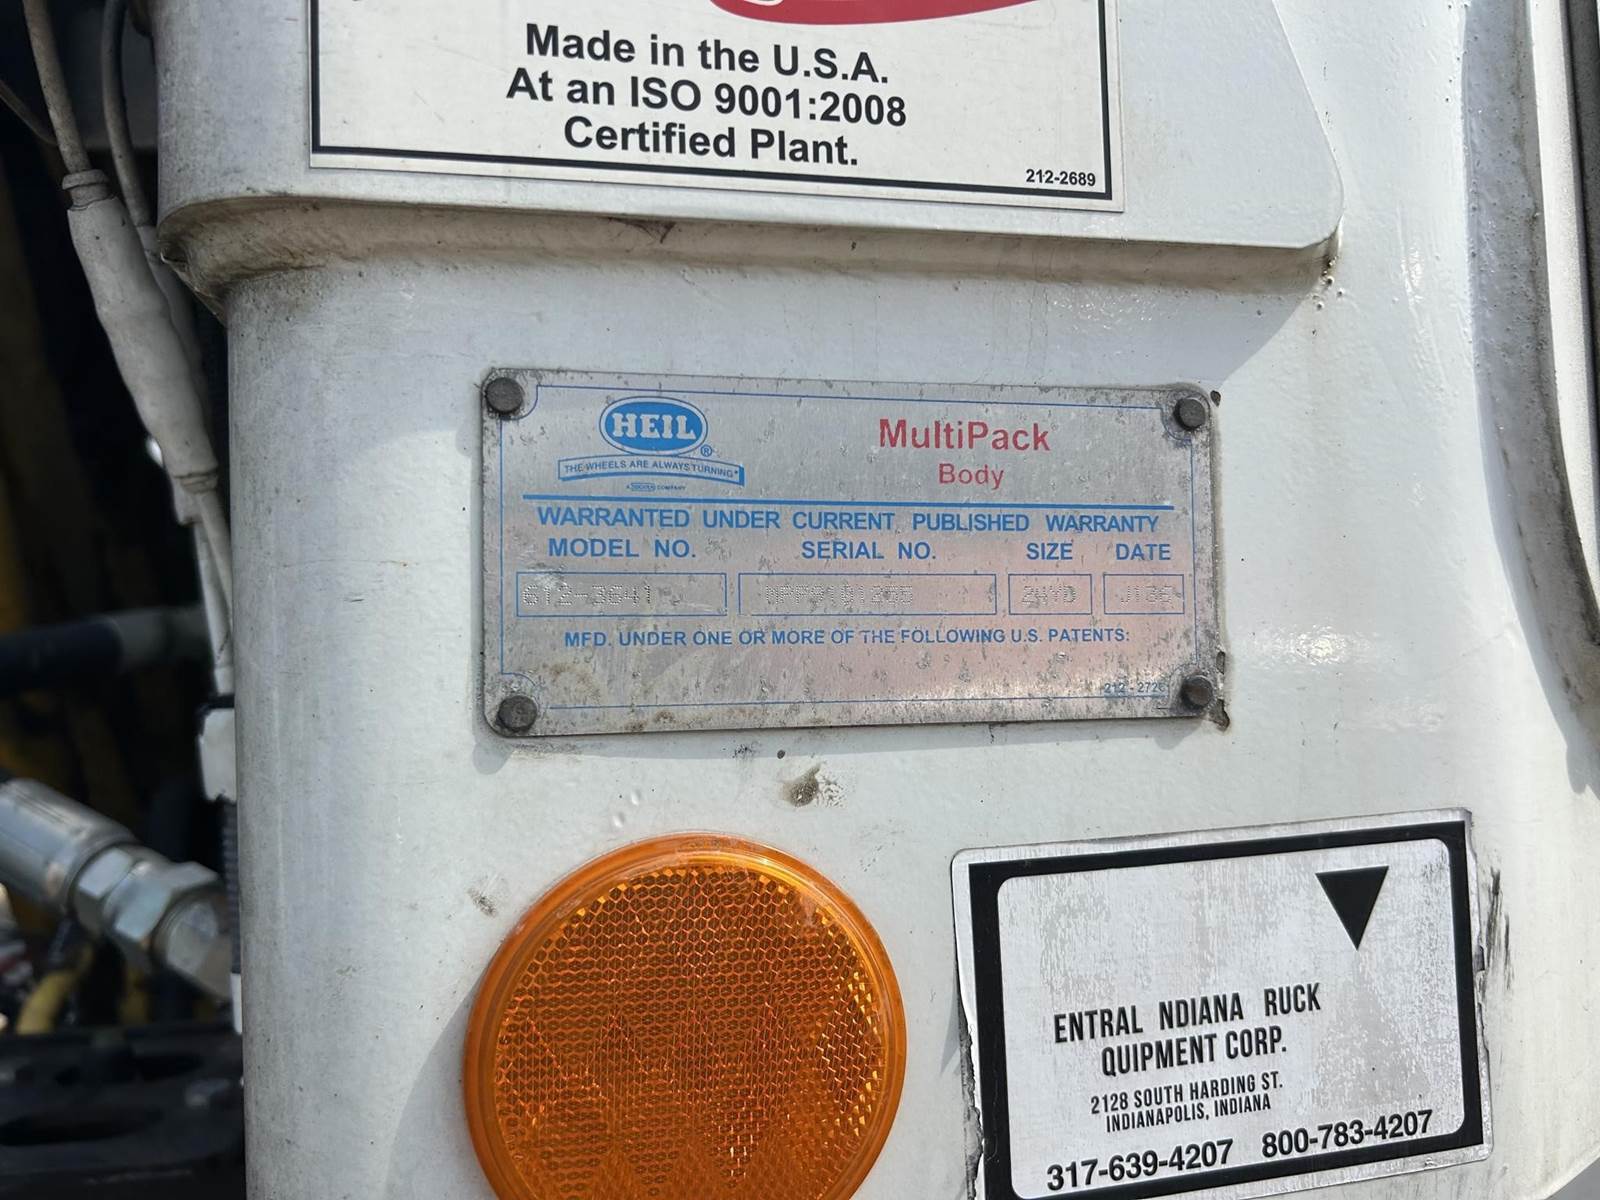 Made in the U.S.A.
At an ISO 9001:2008
Certified Plant.
212-2689
HEIL ®
THE WHEELS ARE ALWAYS TURNING
MultiPack
Body
WARRANTED UNDER CURRENT PUBLISHED WARRANTY
MODEL NO. SERIAL NO. SIZE DATE
612-3641 24YD
MFD. UNDER ONE OR MORE OF THE FOLLOWING U.S. PATENTS:
ENTRAL NDIANA RUCK
QUIPMENT CORP.
2128 SOUTH HARDING ST.
INDIANAPOLIS, INDIANA
317-639-4207 800-783-4207